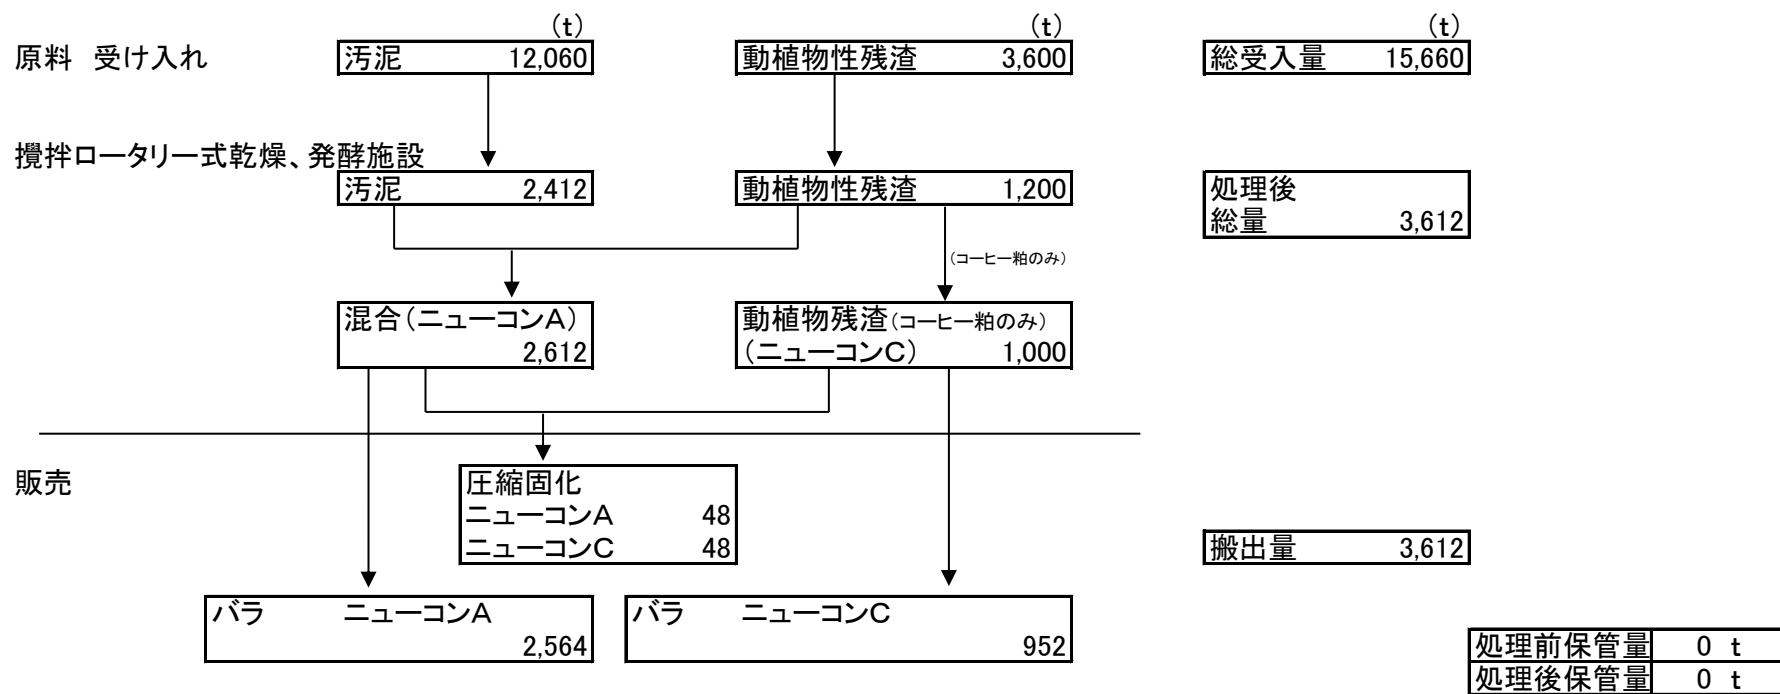 (t) (t) (t)
原料 受け入れ 汚泥 12,060 動植物性残渣 3,600 総受入量 15,660
攪拌ロータリー式乾燥、発酵施設
汚泥 2,412 動植物性残渣 1,200 処理後
総量 3,612
(コーヒー粕のみ)
混合(ニューコンA) 動植物残渣(コーヒー粕のみ)
2,612 (ニューコンC) 1,000
販売 圧縮固化
ニューコンA 48
ニューコンC 48 搬出量 3,612
バラ ニューコンA バラ ニューコンC
2,564 952
処理前保管量 0 t
処理後保管量 0 t